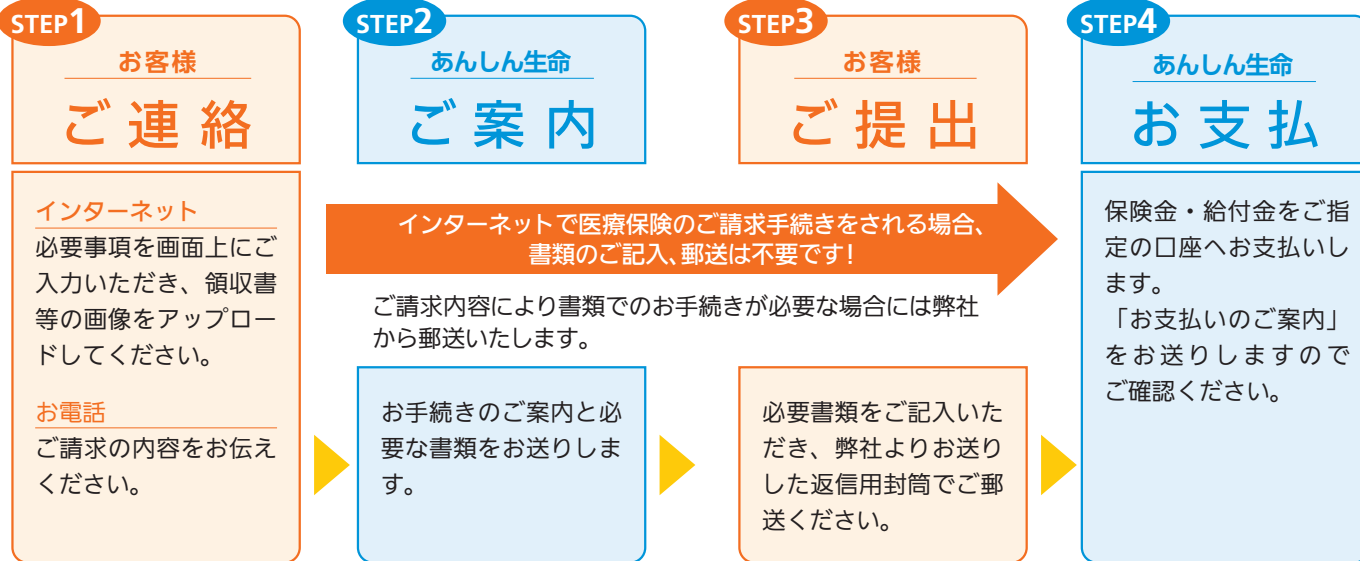 STEP1
お客様
ご連絡
インターネット
必要事項を画面上にご
入力いただき、領収書
等の画像をアップロー
ドしてください。
お電話
ご請求の内容をお伝え
ください。
STEP2
あんしん生命
ご案内
インターネットで医療保険のご請求手続きをされる場合、
書類のご記入、郵送は不要です!
ご請求内容により書類でのお手続きが必要な場合には弊社
から郵送いたします。
お手続きのご案内と必
要な書類をお送りしま
す。
STEP3
お客様
ご提出
必要書類をご記入いた
だき、弊社よりお送り
した返信用封筒でご郵
送ください。
STEP4
あんしん生命
お支払
保険金・給付金をご指
定の口座へお支払いし
ます。
「お支払いのご案内」
をお送りしますので
ご確認ください。